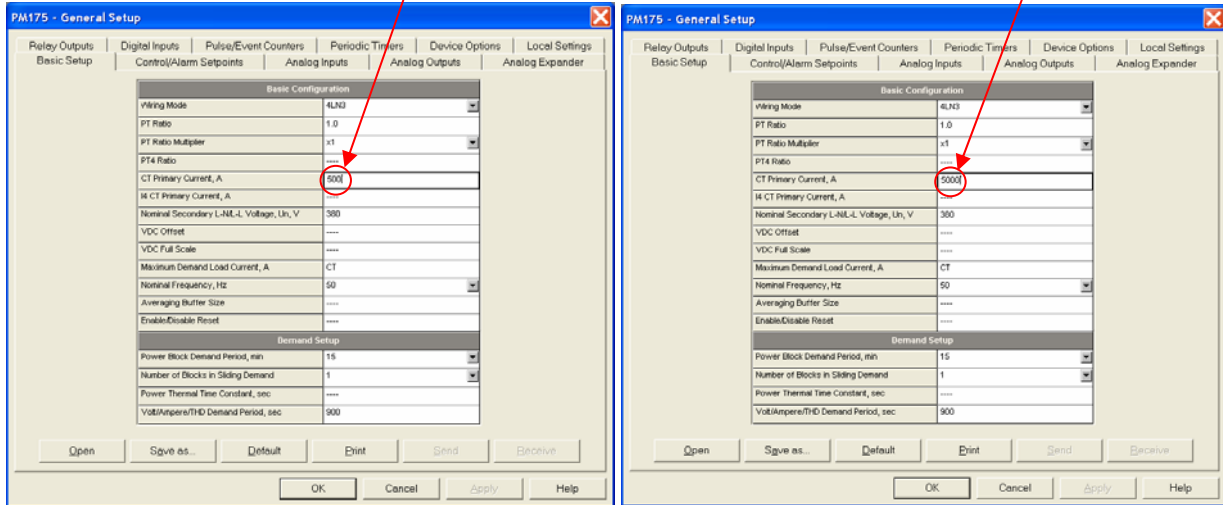 PM175 - General Setup
Relay Outputs Digital Inputs Pulse/Event Counters Periodic Timers Device Options Local Settings
Basic Setup Control/Alarm Setpoints Analog Inputs Analog Outputs Analog Expander
Basic Configuration
Wiring Mode 4LN3
PT Ratio 1.0
PT Ratio Multiplier x1
PT4 Ratio ----
CT Primary Current, A 500
I4 CT Primary Current, A ----
Nominal Secondary L-N/L-L Voltage, Un, V 380
VDC Offset ----
VDC Full Scale ----
Maximum Demand Load Current, A CT
Nominal Frequency, Hz 50
Averaging Buffer Size ----
Enable/Disable Reset ----
Demand Setup
Power Block Demand Period, min 15
Number of Blocks in Sliding Demand 1
Power Thermal Time Constant, sec ----
Volt/Ampere/THD Demand Period, sec 900
Open Save as... Default Print Send Receive
OK Cancel Apply Help
PM175 - General Setup
Relay Outputs Digital Inputs Pulse/Event Counters Periodic Timers Device Options Local Settings
Basic Setup Control/Alarm Setpoints Analog Inputs Analog Outputs Analog Expander
Basic Configuration
Wiring Mode 4LN3
PT Ratio 1.0
PT Ratio Multiplier x1
PT4 Ratio ----
CT Primary Current, A 5000
I4 CT Primary Current, A ----
Nominal Secondary L-N/L-L Voltage, Un, V 380
VDC Offset ----
VDC Full Scale ----
Maximum Demand Load Current, A CT
Nominal Frequency, Hz 50
Averaging Buffer Size ----
Enable/Disable Reset ----
Demand Setup
Power Block Demand Period, min 15
Number of Blocks in Sliding Demand 1
Power Thermal Time Constant, sec ----
Volt/Ampere/THD Demand Period, sec 900
Open Save as... Default Print Send Receive
OK Cancel Apply Help